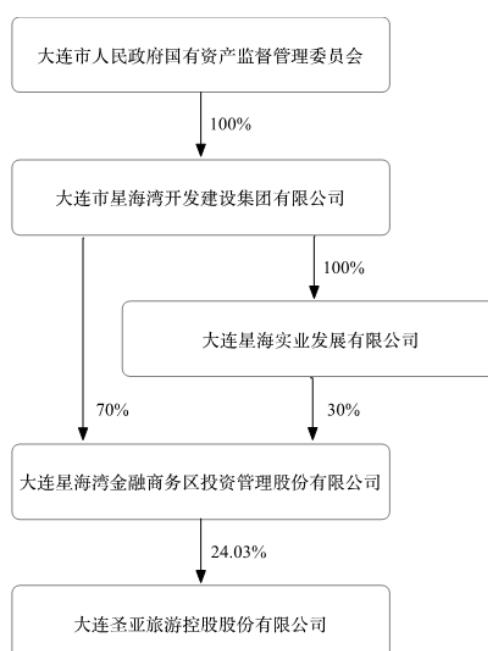 大连市人民政府国有资产监督管理委员会
100%
大连市星海湾开发建设集团有限公司
100%
大连星海实业发展有限公司
70%
30%
大连星海湾金融商务区投资管理股份有限公司
24.03%
大连圣亚旅游控股股份有限公司